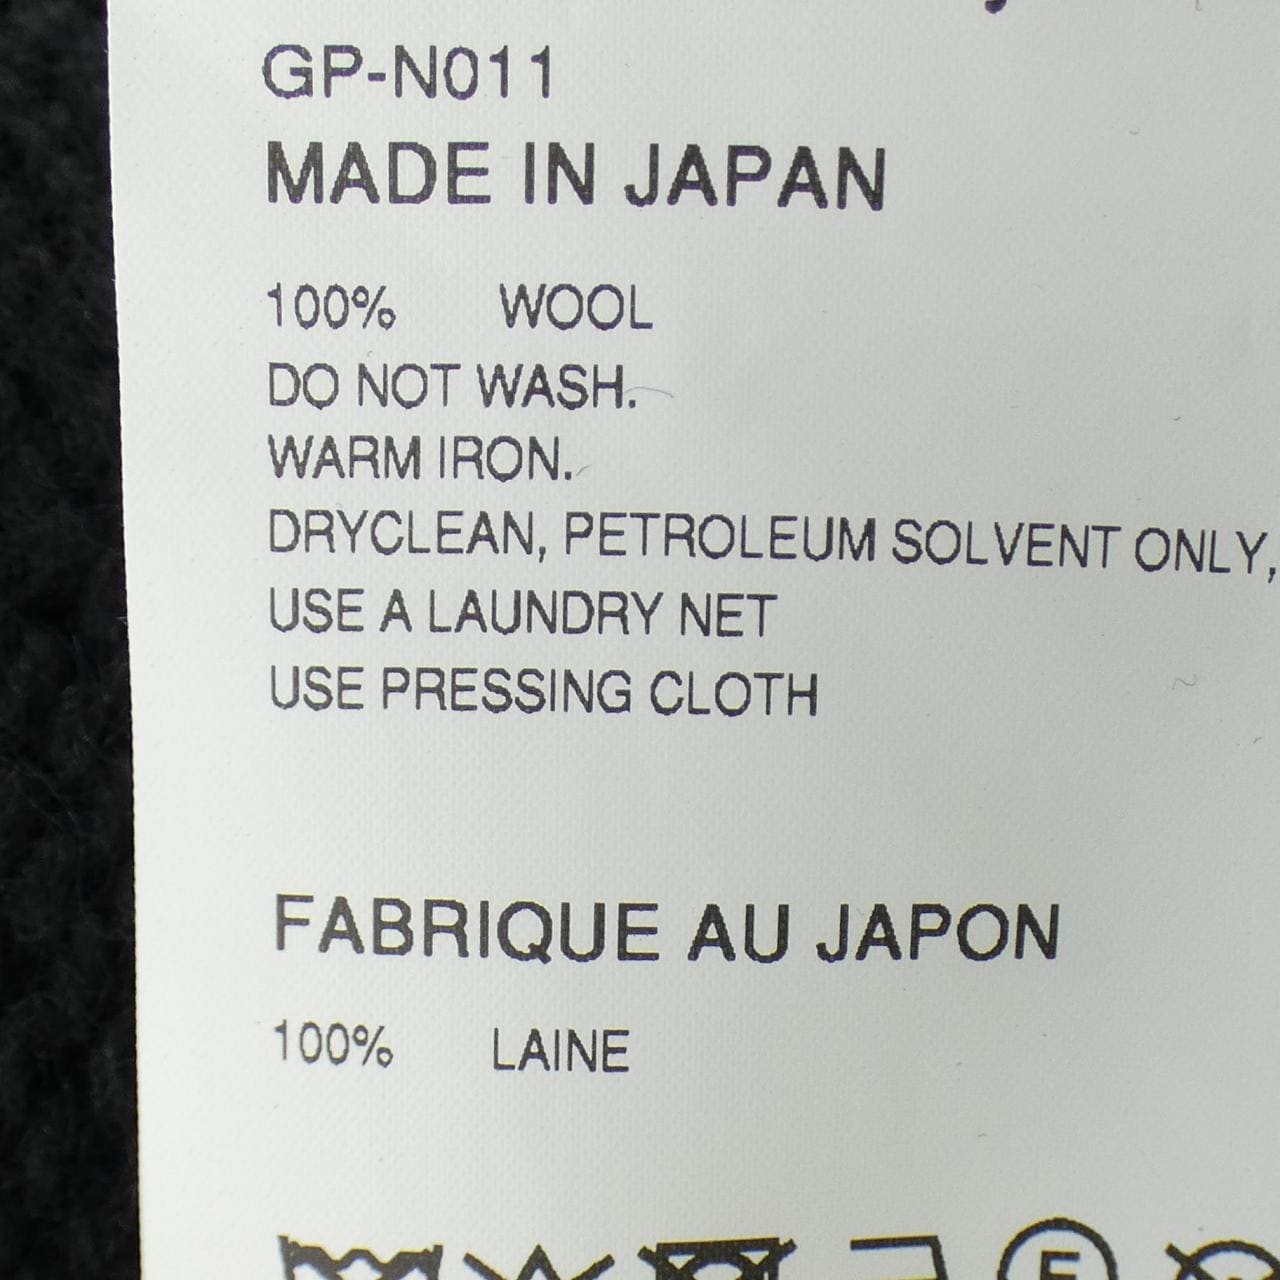 GP-N011
MADE IN JAPAN
100% WOOL
DO NOT WASH.
WARM IRON.
DRYCLEAN, PETROLEUM SOLVENT ONLY,
USE A LAUNDRY NET
USE PRESSING CLOTH
FABRIQUE AU JAPON
100% LAINE